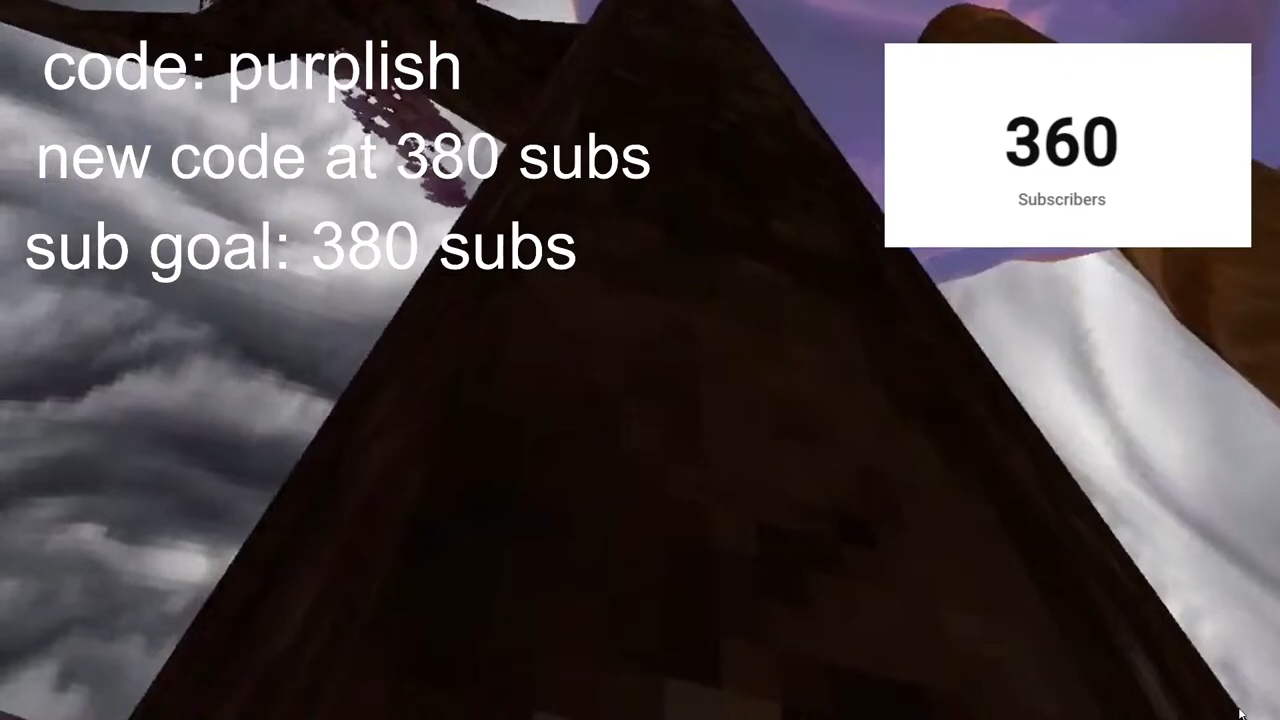 code: purplish
new code at 380 subs
sub goal: 380 subs
360
Subscribers